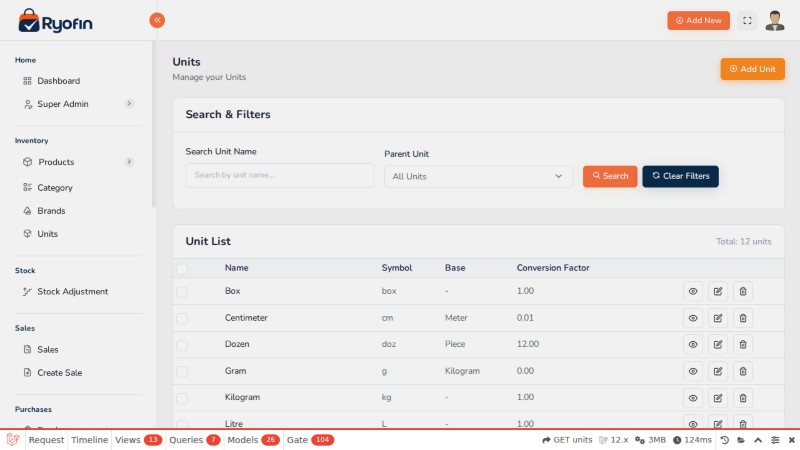 Ryofin
Add New
Home
Dashboard
Super Admin
Inventory
Products
Category
Brands
Units
Stock
Stock Adjustment
Sales
Sales
Create Sale
Purchases
Units
Manage your Units
Add Unit
Search & Filters
Search Unit Name
Parent Unit
Search by unit name...
All Units
Search
Clear Filters
Unit List
Total: 12 units
Name Symbol Base Conversion Factor
Box box - 1.00
Centimeter cm Meter 0.01
Dozen doz Piece 12.00
Gram g Kilogram 0.00
Kilogram kg - 1.00
Litre L - 1.00
Request Timeline Views 13 Queries 7 Models 26 Gate 104 GET units 12.x 3MB 124ms